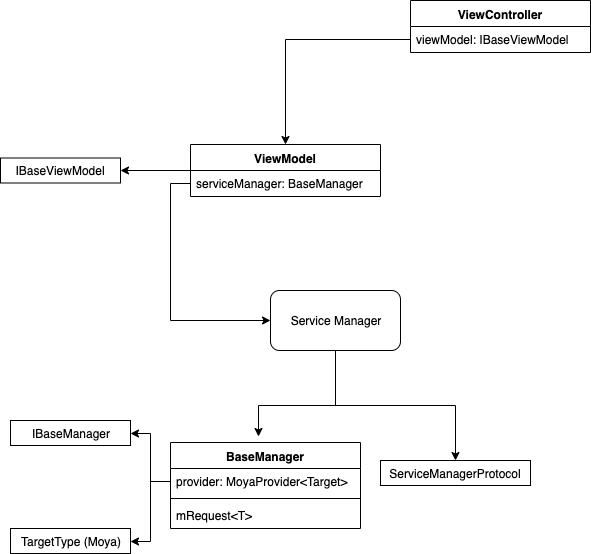 ViewController
viewModel: IBaseViewModel
ViewModel
IBaseViewModel
serviceManager: BaseManager
Service Manager
IBaseManager
BaseManager
provider: MoyaProvider<Target>
ServiceManagerProtocol
mRequest<T>
TargetType (Moya)